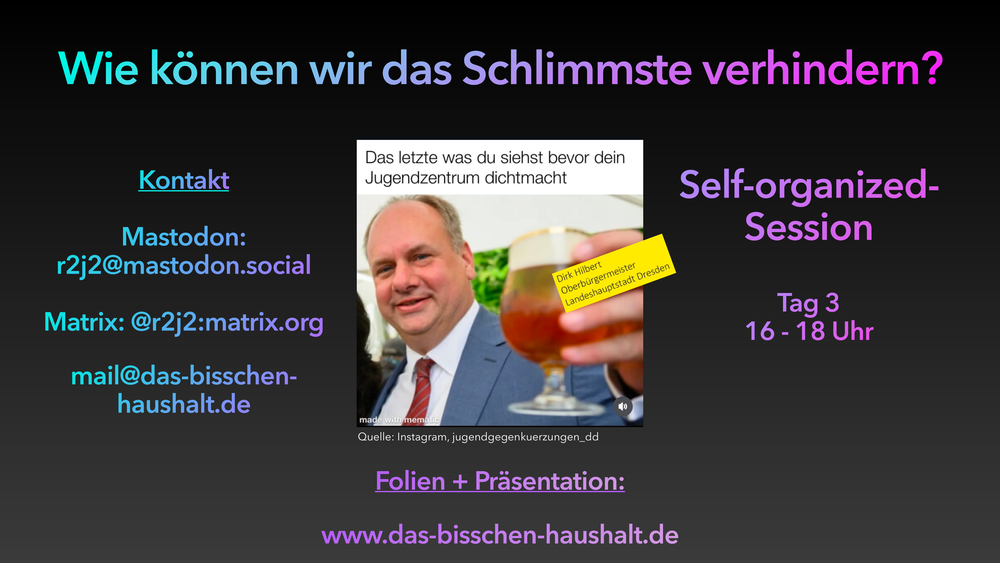 Wie können wir das Schlimmste verhindern?
Kontakt
Mastodon:
r2j2@mastodon.social
Matrix: @r2j2:matrix.org
mail@das-bisschen-
haushalt.de
Das letzte was du siehst bevor dein
Jugendzentrum dichtmacht
Dirk Hilbert
Oberbürgermeister
Landeshauptstadt Dresden
made with mematic
Quelle: Instagram, jugendgegenkuerzungen_dd
Self-organized-
Session
Tag 3
16 - 18 Uhr
Folien + Präsentation:
www.das-bisschen-haushalt.de